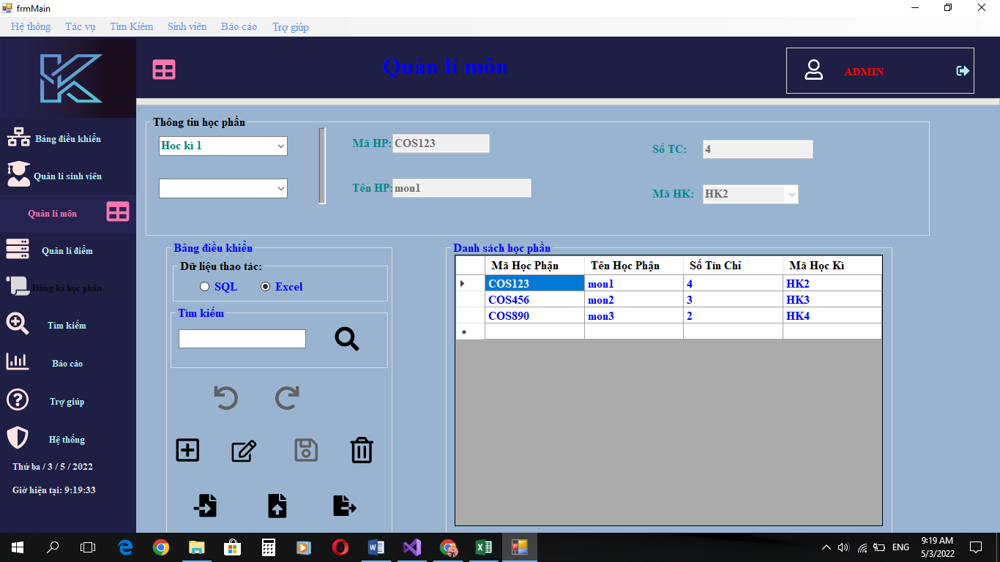 frmMain
Hệ thông Tác vụ Tìm Kiêm Sinh viên Báo cáo Trợ giúp
Quản lí môn
ADMIN
Bảng điều khiển
Quản lí sinh viên
Quản lí môn
Quản lí điểm
Đăng kí học phần
Tìm kiếm
Báo cáo
Trợ giúp
Hệ thống
Thứ ba / 3 / 5 / 2022
Giờ hiện tại: 9:19:33
Thông tin học phần
Hoc kì 1
Mã HP: COS123
Số TC: 4
Tên HP: mon1
Mã HK: HK2
Bảng điều khiển
Dữ liệu thao tác:
SQL Excel
Tìm kiếm
Danh sách học phần
Mã Học Phận Tên Học Phận Số Tín Chỉ Mã Học Kì
COS123 mon1 4 HK2
COS456 mon2 3 HK3
COS890 mon3 2 HK4
ENG
9:19 AM
5/3/2022